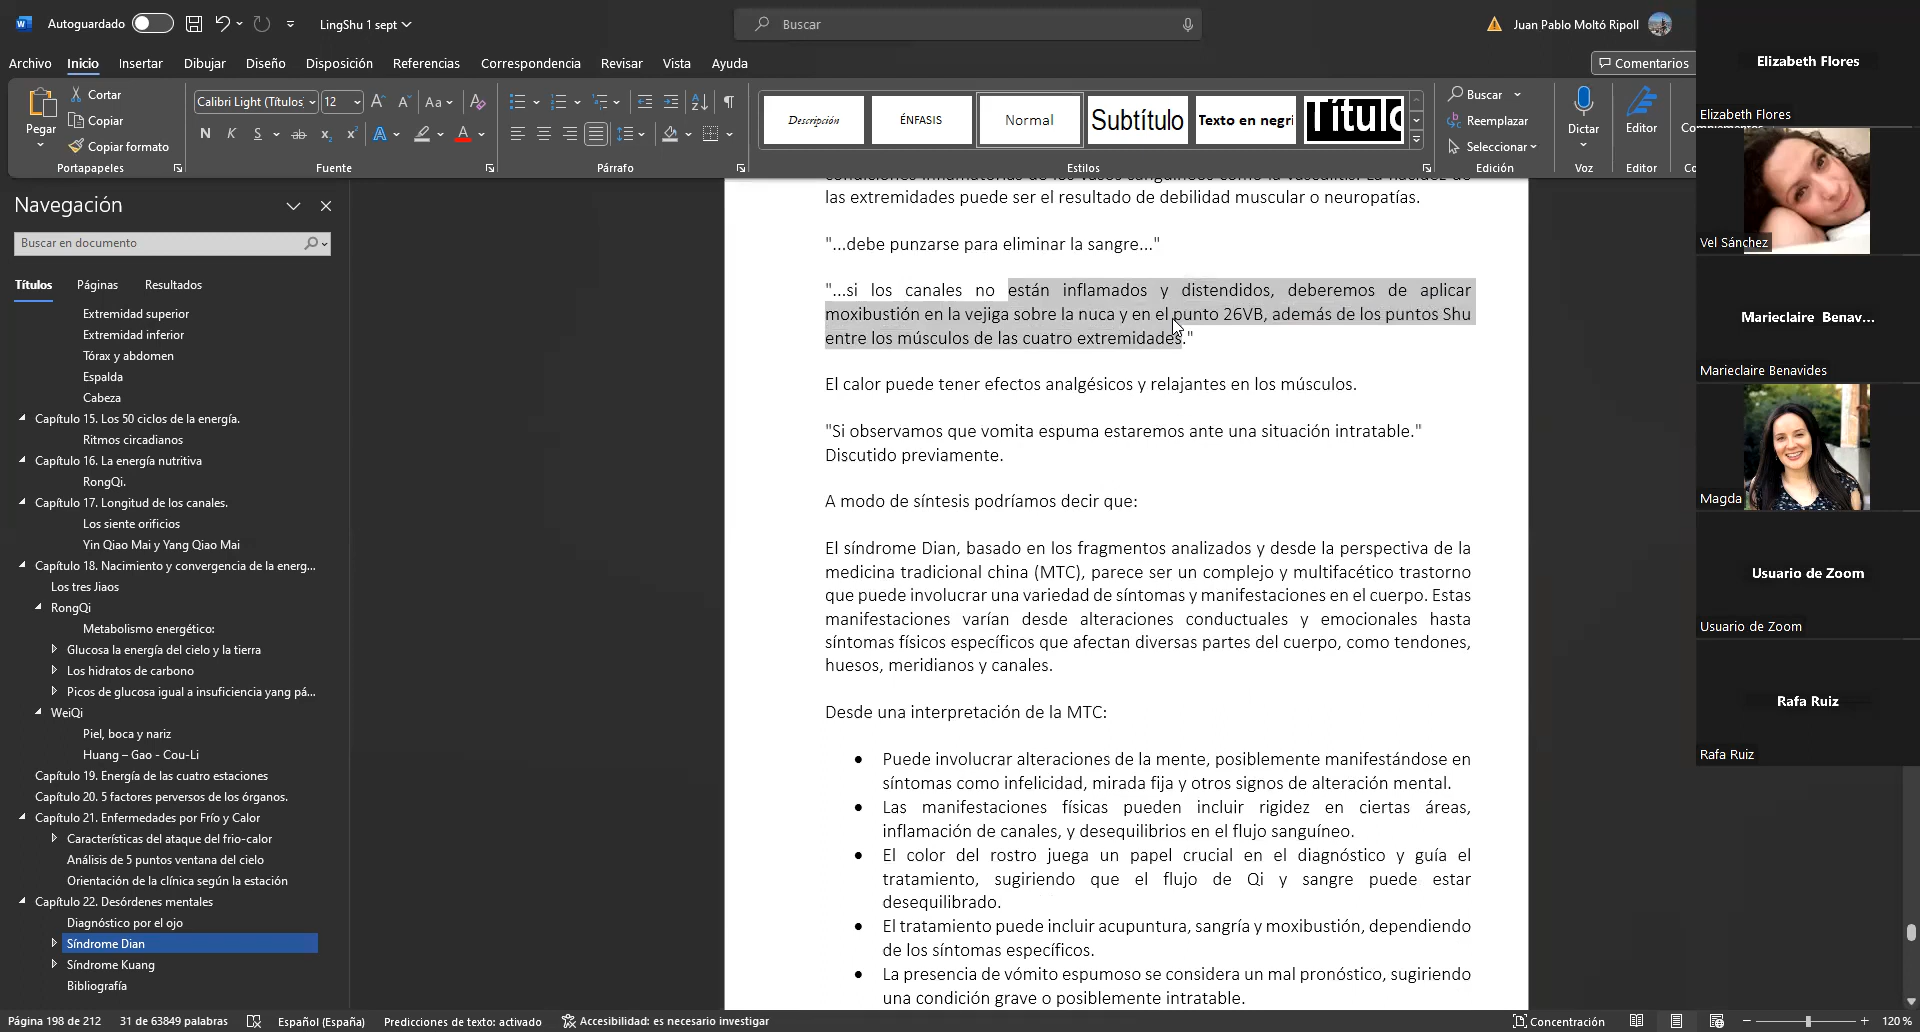 Autoguardado
LingShu 1 sept
Buscar
Juan Pablo Moltó Ripoll
Archivo Inicio Insertar Dibujar Diseño Disposición Referencias Correspondencia Revisar Vista Ayuda
Comentarios
Pegar
Cortar
Copiar
Copiar formato
Portapapeles
Calibri Light (Títulos 12
Aa
N K S ab x x A A
Fuente
Párrafo
Descripción
ÉNFASIS
Normal
Subtítulo
Texto en negri
Títulc
Estilos
Buscar
Reemplazar
Seleccionar
Edición
Dictar
Voz
Editor
Editor
Navegación
Buscar en documento
Títulos Páginas Resultados
Extremidad superior
Extremidad inferior
Tórax y abdomen
Espalda
Cabeza
Capítulo 15. Los 50 ciclos de la energía.
Ritmos circadianos
Capítulo 16. La energía nutritiva
RongQi.
Capítulo 17. Longitud de los canales.
Los siente orificios
Yin Qiao Mai y Yang Qiao Mai
Capítulo 18. Nacimiento y convergencia de la energ...
Los tres Jiaos
RongQi
Metabolismo energético:
Glucosa la energía del cielo y la tierra
Los hidratos de carbono
Picos de glucosa igual a insuficiencia yang pá...
WeiQi
Piel, boca y nariz
Huang – Gao - Cou-Li
Capítulo 19. Energía de las cuatro estaciones
Capítulo 20. 5 factores perversos de los órganos.
Capítulo 21. Enfermedades por Frío y Calor
Características del ataque del frio-calor
Análisis de 5 puntos ventana del cielo
Orientación de la clínica según la estación
Capítulo 22. Desórdenes mentales
Diagnóstico por el ojo
Síndrome Dian
Síndrome Kuang
Bibliografía
las extremidades puede ser el resultado de debilidad muscular o neuropatías.
"...debe punzarse para eliminar la sangre..."
"...si los canales no están inflamados y distendidos, deberemos de aplicar
moxibustión en la vejiga sobre la nuca y en el punto 26VB, además de los puntos Shu
entre los músculos de las cuatro extremidades."
El calor puede tener efectos analgésicos y relajantes en los músculos.
"Si observamos que vomita espuma estaremos ante una situación intratable."
Discutido previamente.
A modo de síntesis podríamos decir que:
El síndrome Dian, basado en los fragmentos analizados y desde la perspectiva de la
medicina tradicional china (MTC), parece ser un complejo y multifacético trastorno
que puede involucrar una variedad de síntomas y manifestaciones en el cuerpo. Estas
manifestaciones varían desde alteraciones conductuales y emocionales hasta
síntomas físicos específicos que afectan diversas partes del cuerpo, como tendones,
huesos, meridianos y canales.
Desde una interpretación de la MTC:
• Puede involucrar alteraciones de la mente, posiblemente manifestándose en
síntomas como infelicidad, mirada fija y otros signos de alteración mental.
• Las manifestaciones físicas pueden incluir rigidez en ciertas áreas,
inflamación de canales, y desequilibrios en el flujo sanguíneo.
• El color del rostro juega un papel crucial en el diagnóstico y guía el
tratamiento, sugiriendo que el flujo de Qi y sangre puede estar
desequilibrado.
• El tratamiento puede incluir acupuntura, sangría y moxibustión, dependiendo
de los síntomas específicos.
• La presencia de vómito espumoso se considera un mal pronóstico, sugiriendo
una condición grave o posiblemente intratable.
Elizabeth Flores
Elizabeth Flores
Vel Sánchez
Marieclaire Benav...
Marieclaire Benavides
Magda
Usuario de Zoom
Usuario de Zoom
Rafa Ruiz
Rafa Ruiz
Página 198 de 212 31 de 63849 palabras Español (España) Predicciones de texto: activado Accesibilidad: es necesario investigar
Concentración 120 %